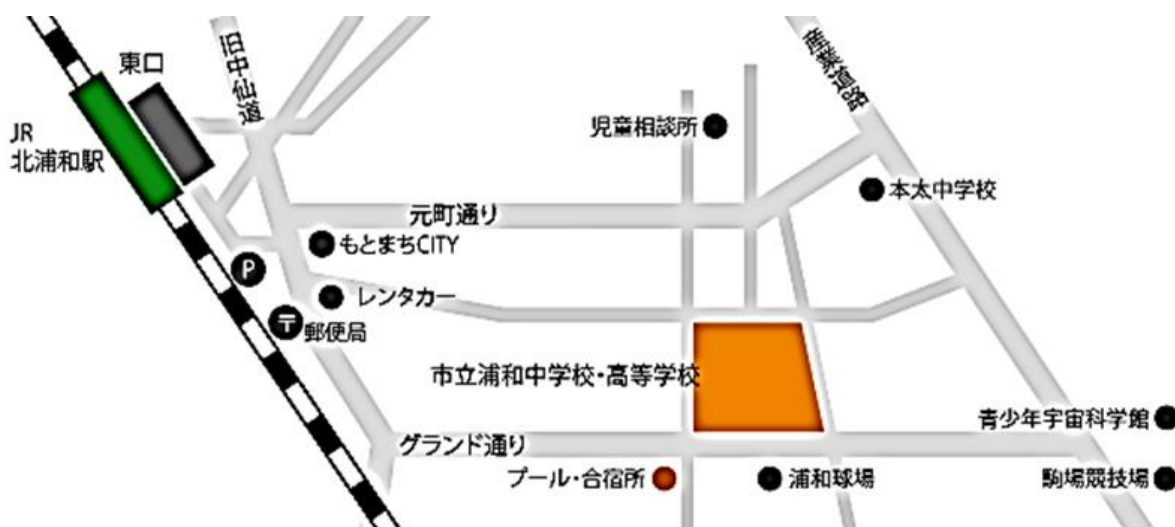 東口
旧中仙道
産業道路
JR
北浦和駅
児童相談所
本太中学校
元町通り
もとまちCITY
P
レンタカー
〒
郵便局
市立浦和中学校・高等学校
青少年宇宙科学館
グランド通り
プール・合宿所
浦和球場
駒場競技場